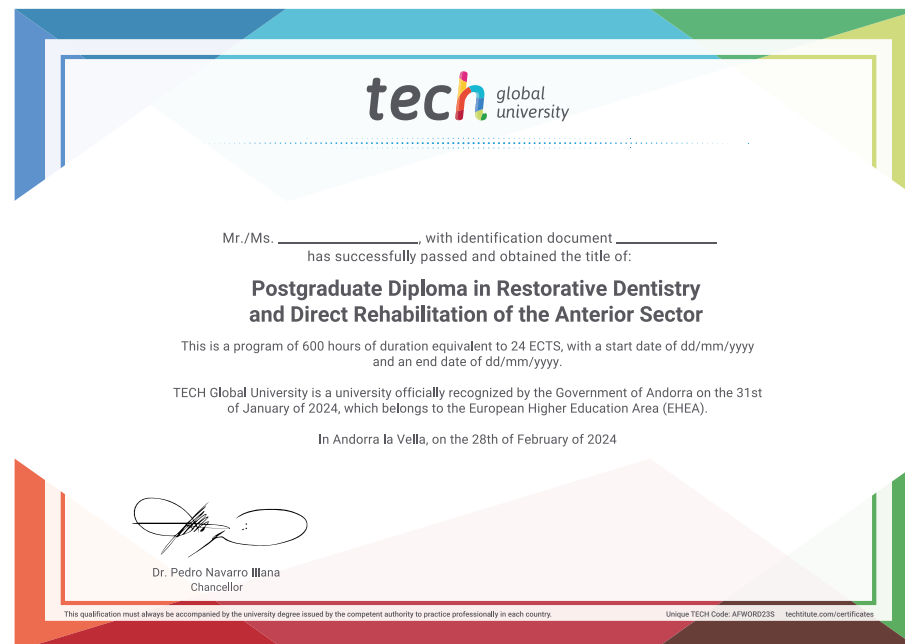 tech global university
Mr./Ms. ____________, with identification document ____________
has successfully passed and obtained the title of:
Postgraduate Diploma in Restorative Dentistry
and Direct Rehabilitation of the Anterior Sector
This is a program of 600 hours of duration equivalent to 24 ECTS, with a start date of dd/mm/yyyy
and an end date of dd/mm/yyyy.
TECH Global University is a university officially recognized by the Government of Andorra on the 31st
of January of 2024, which belongs to the European Higher Education Area (EHEA).
In Andorra la Vella, on the 28th of February of 2024
Dr. Pedro Navarro Illana
Chancellor
This qualification must always be accompanied by the university degree issued by the competent authority to practice professionally in each country.
Unique TECH Code: AFWORD23S techtitute.com/certificates